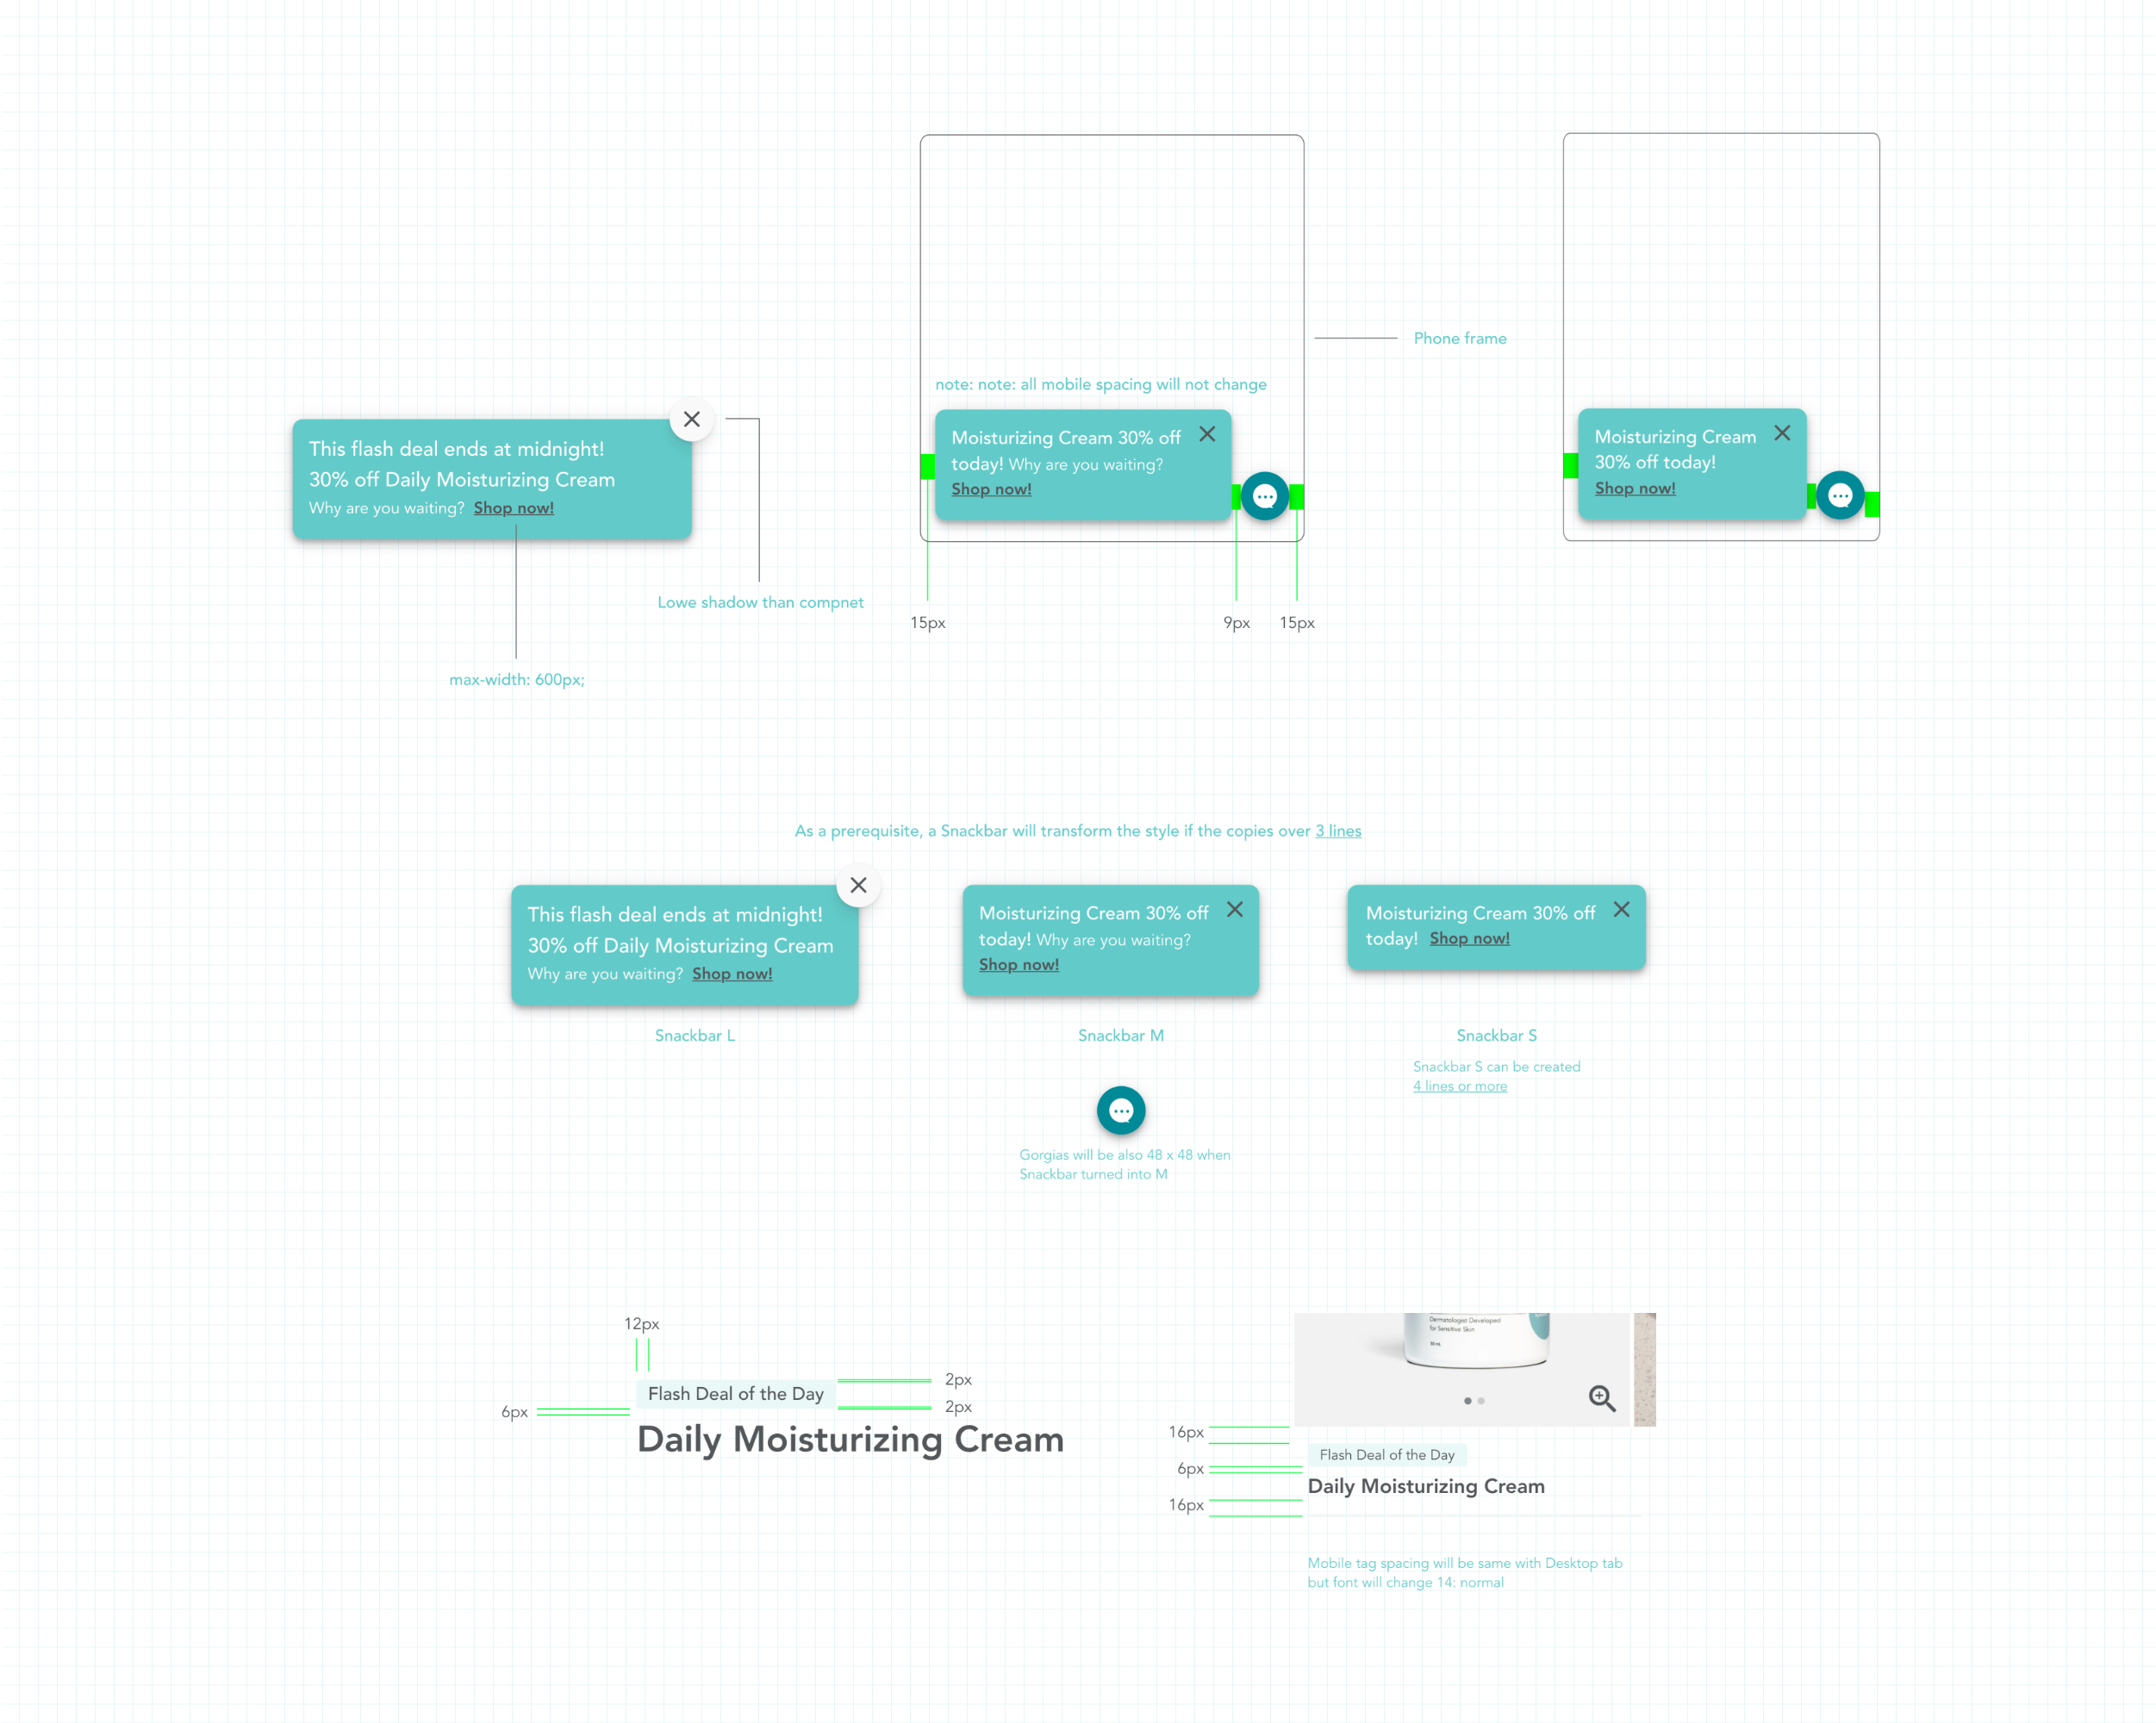 This flash deal ends at midnight!
30% off Daily Moisturizing Cream
Why are you waiting? Shop now!
Lowe shadow than compnet
max-width: 600px;
note: note: all mobile spacing will not change
Moisturizing Cream 30% off
today! Why are you waiting?
Shop now!
15px
9px
15px
Phone frame
Moisturizing Cream
30% off today!
Shop now!
As a prerequisite, a Snackbar will transform the style if the copies over 3 lines
This flash deal ends at midnight!
30% off Daily Moisturizing Cream
Why are you waiting? Shop now!
Snackbar L
Moisturizing Cream 30% off
today! Why are you waiting?
Shop now!
Snackbar M
Gorgias will be also 48 x 48 when
Snackbar turned into M
Moisturizing Cream 30% off
today! Shop now!
Snackbar S
Snackbar S can be created
4 lines or more
12px
Flash Deal of the Day
2px
2px
6px
Daily Moisturizing Cream
Dermatologist Developed
for Sensitive Skin
16px
Flash Deal of the Day
6px
Daily Moisturizing Cream
16px
Mobile tag spacing will be same with Desktop tab
but font will change 14: normal